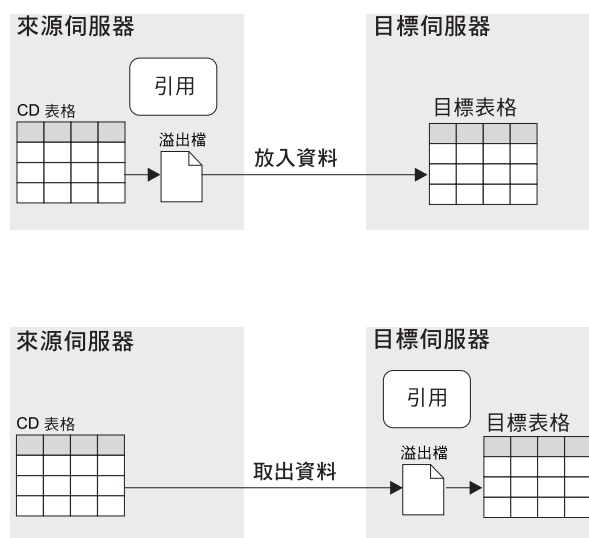 來源伺服器
目標伺服器
引用
CD 表格
目標表格
溢出檔
放入資料
來源伺服器
目標伺服器
引用
CD 表格
目標表格
溢出檔
取出資料